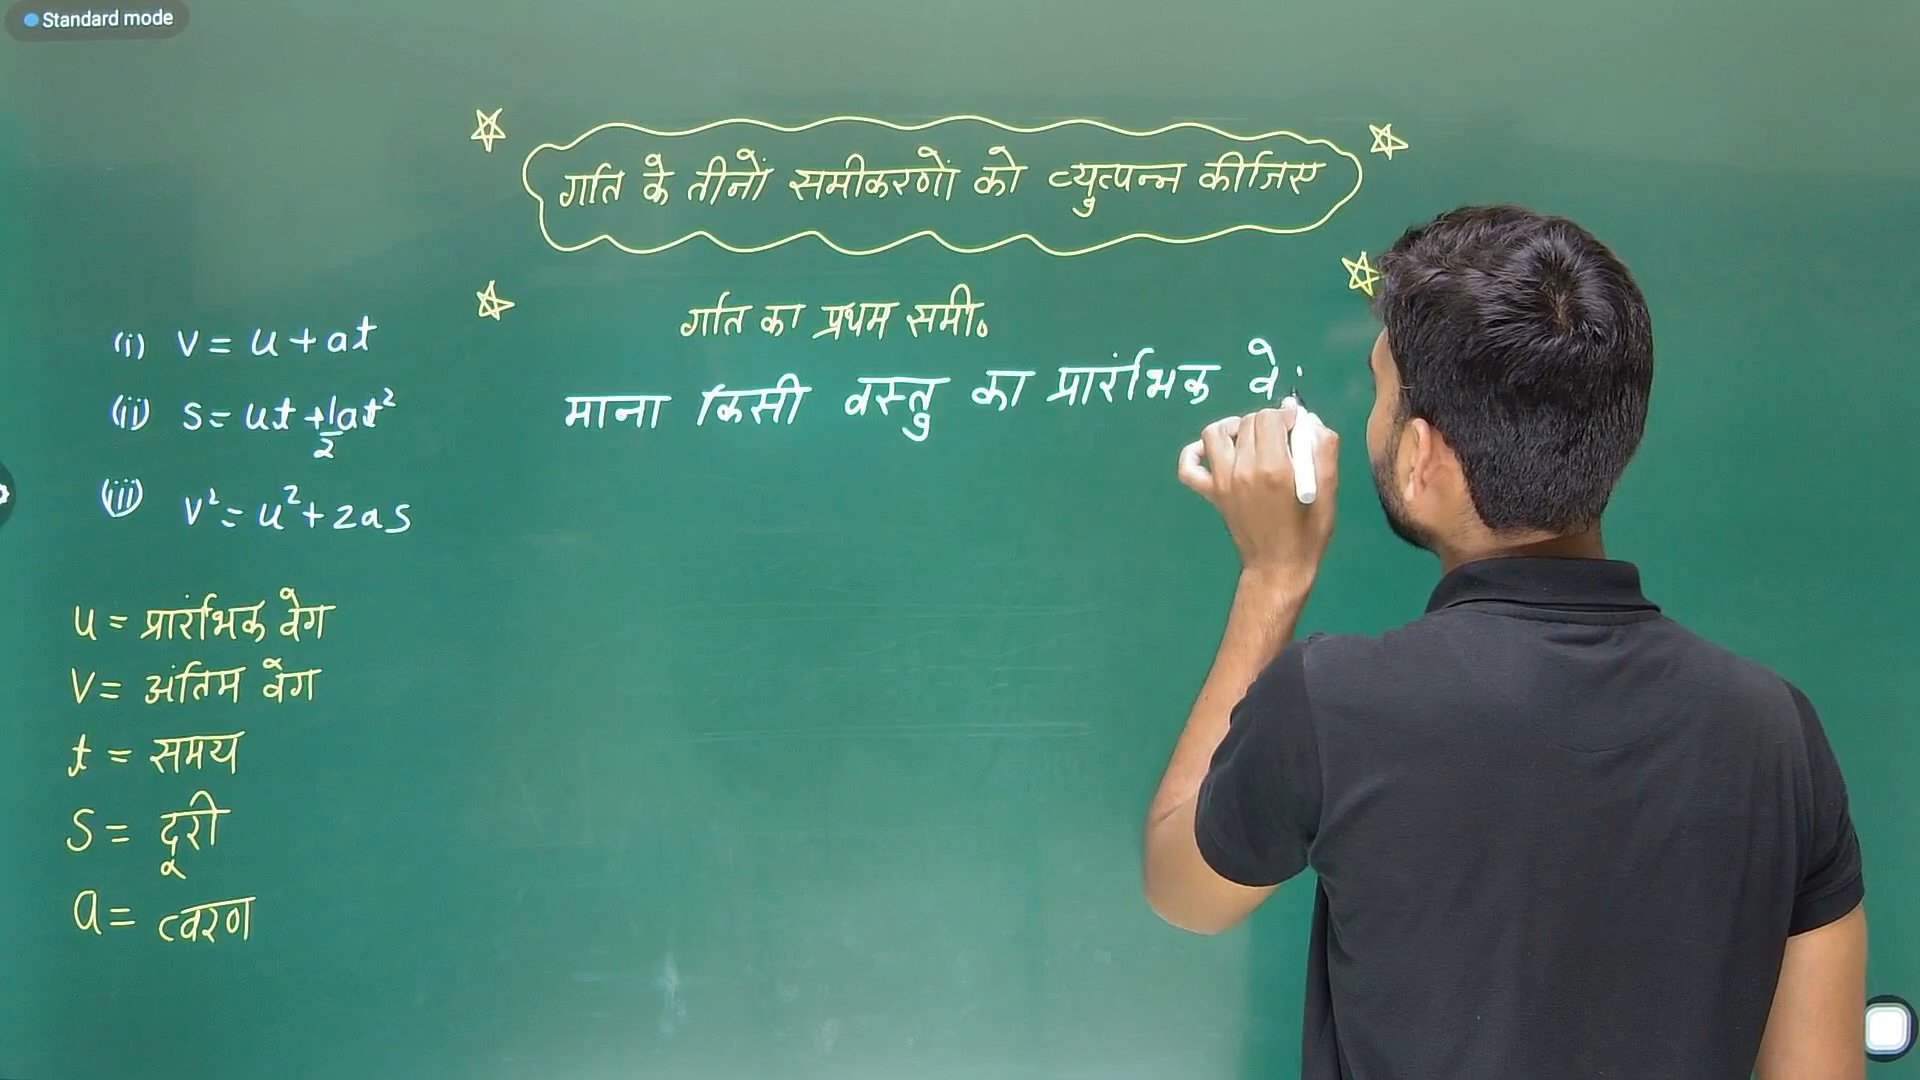 Standard mode
गति के तीनों समीकरणों को व्युत्पन्न कीजिए
गति का प्रथम समी०
माना किसी वस्तु का प्रारंभिक वे
(i) v = u + at
(ii) s = ut + 1/2 at²
(iii) v² = u² + 2as
u = प्रारंभिक वेग
v = अंतिम वेग
t = समय
s = दूरी
a = त्वरण